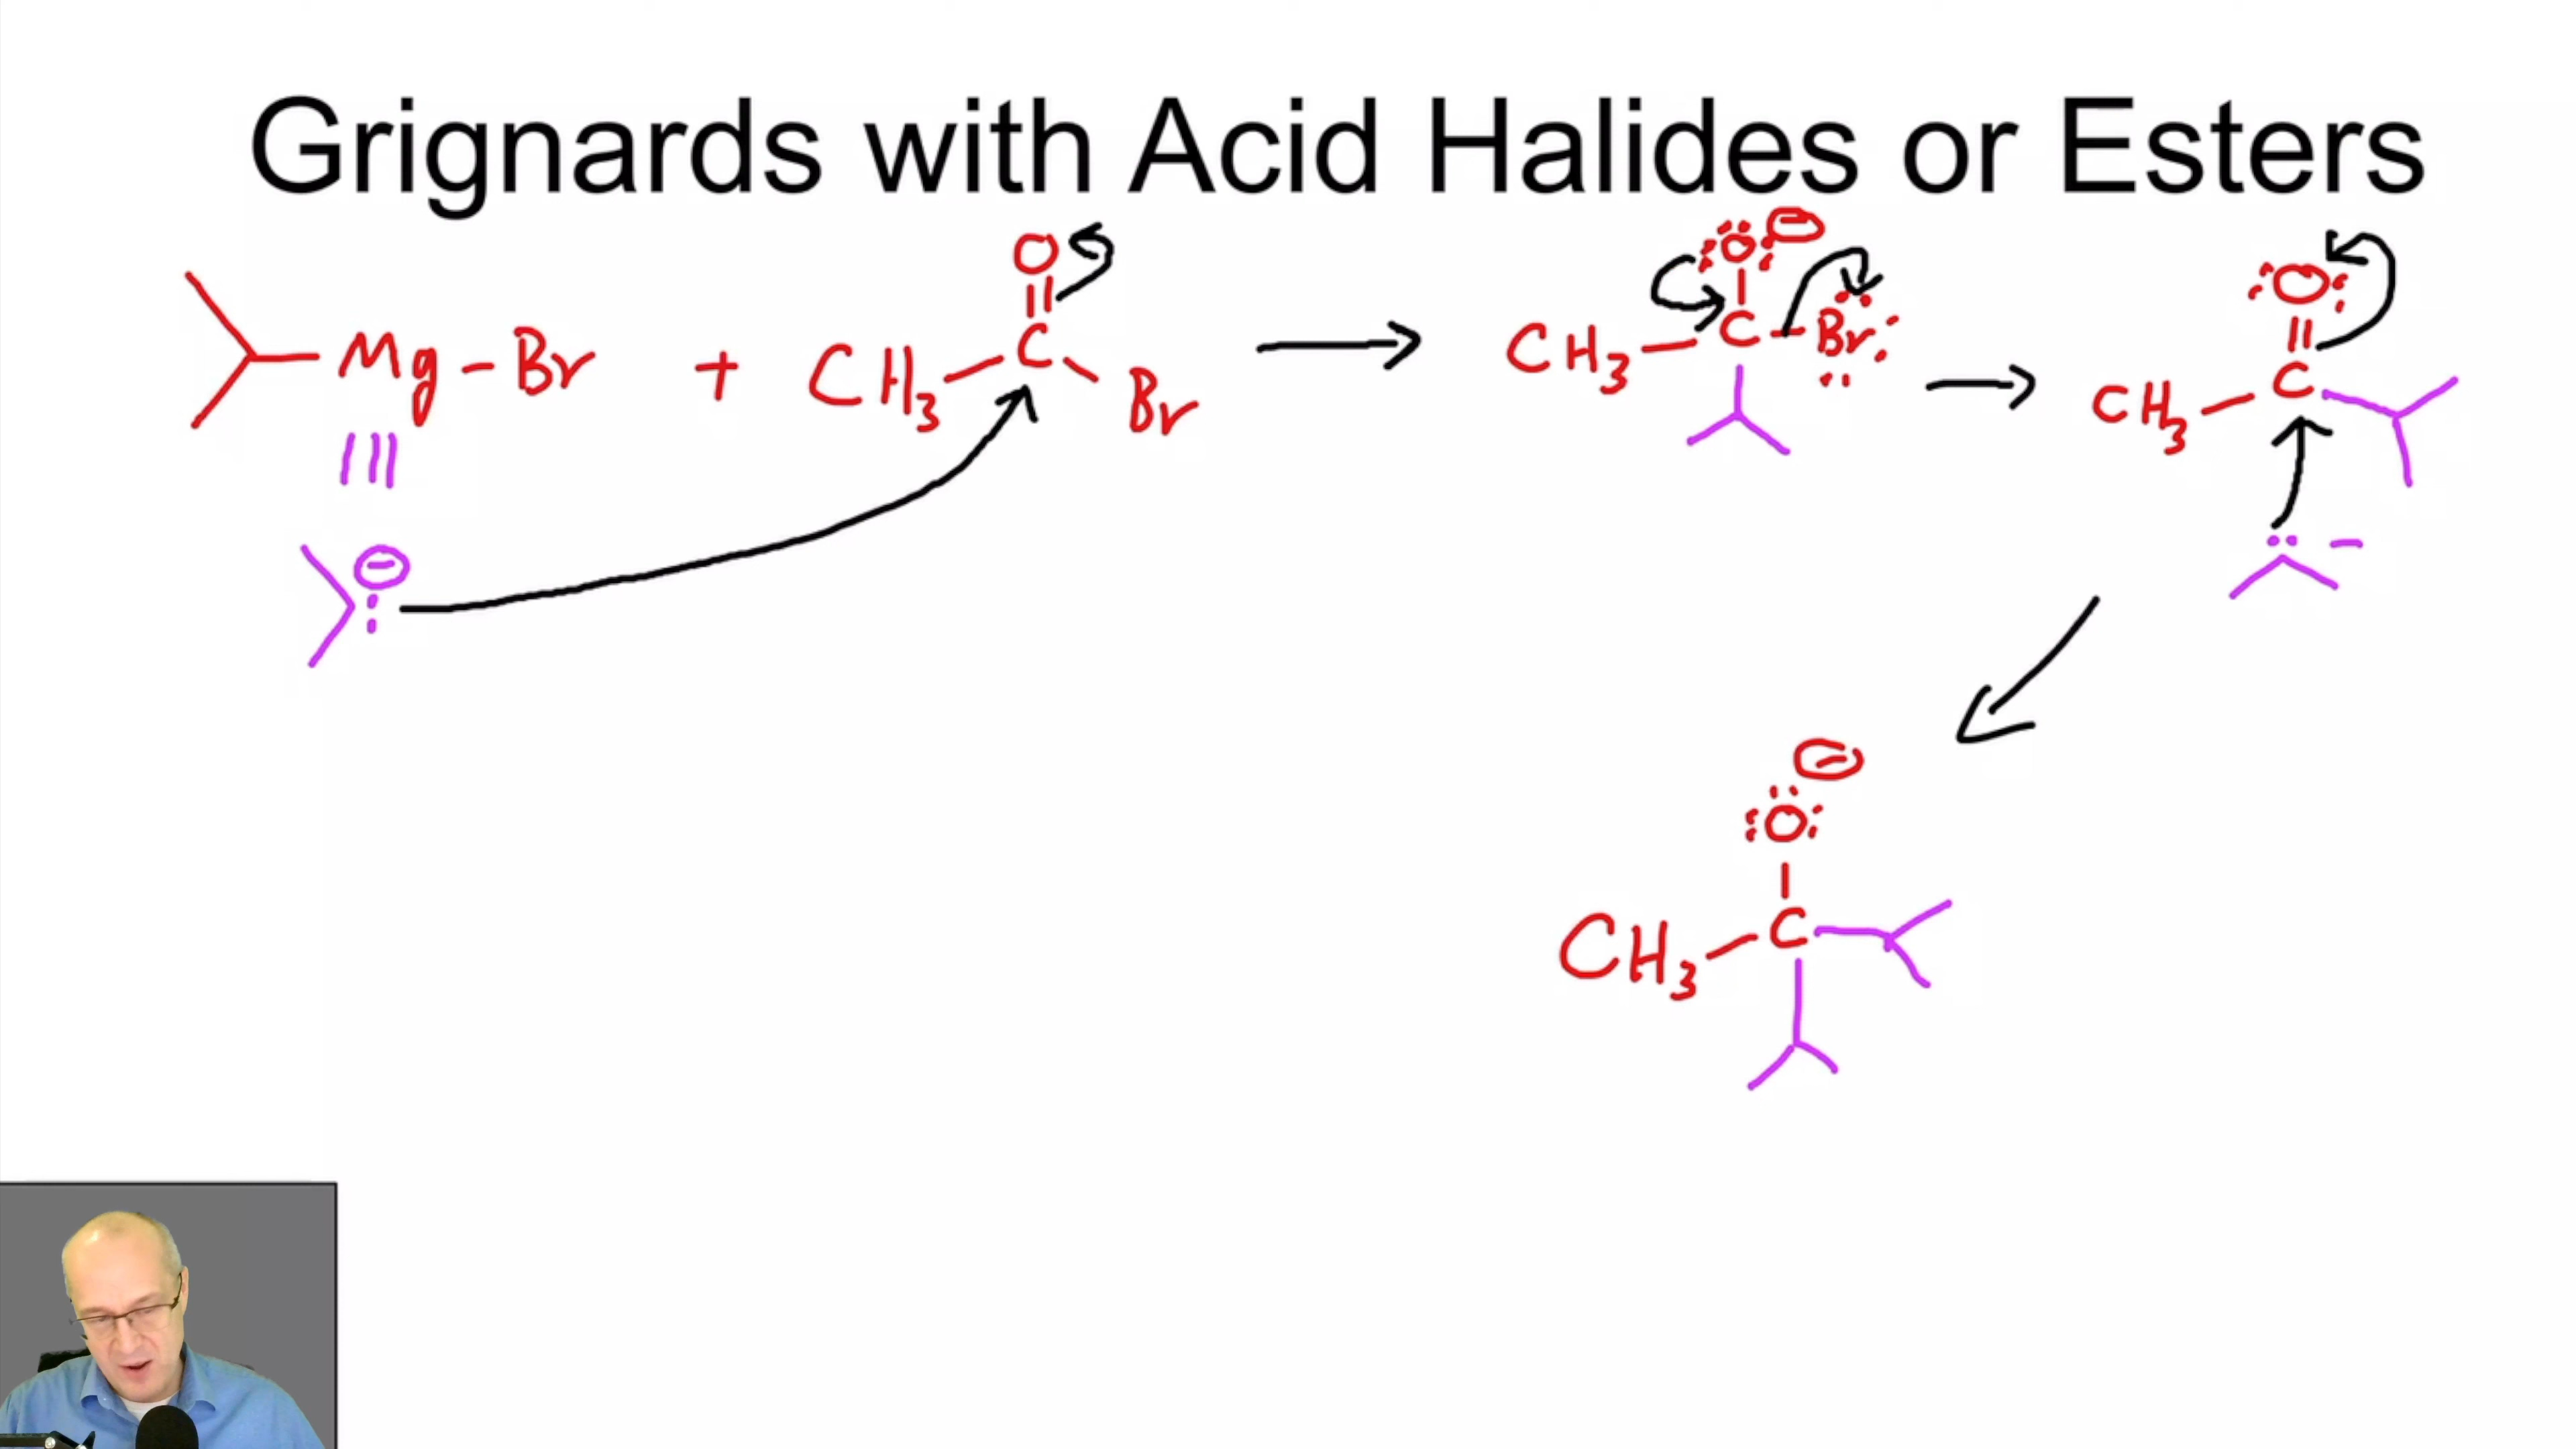 Grignards with Acid Halides or Esters
Mg-Br + CH3 C O Br
CH3 C O ⊖ Br
CH3 C O
⊖
-
O ⊖
CH3 C